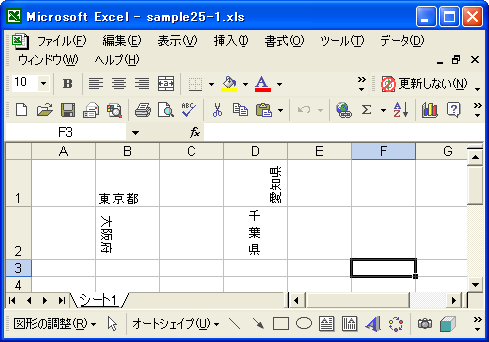 Microsoft Excel - sample25-1.xls
ファイル(F) 編集(E) 表示(V) 挿入(I) 書式(O) ツール(T) データ(D)
ウィンドウ(W) ヘルプ(H)
10 B A 更新しない(N)
F3 fx
A B C D E F G
1 東京都 愛知県
2 大阪府 千葉県
3
4
シート1
図形の調整(R) オートシェイプ(U)